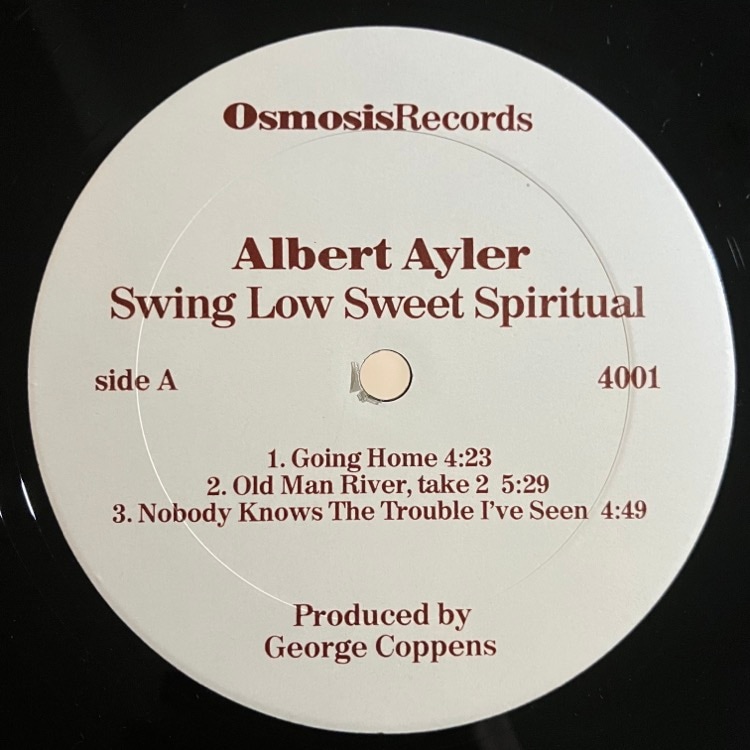 OsmosisRecords
Albert Ayler
Swing Low Sweet Spiritual
side A 4001
1. Going Home 4:23
2. Old Man River, take 2 5:29
3. Nobody Knows The Trouble I've Seen 4:49
Produced by
George Coppens